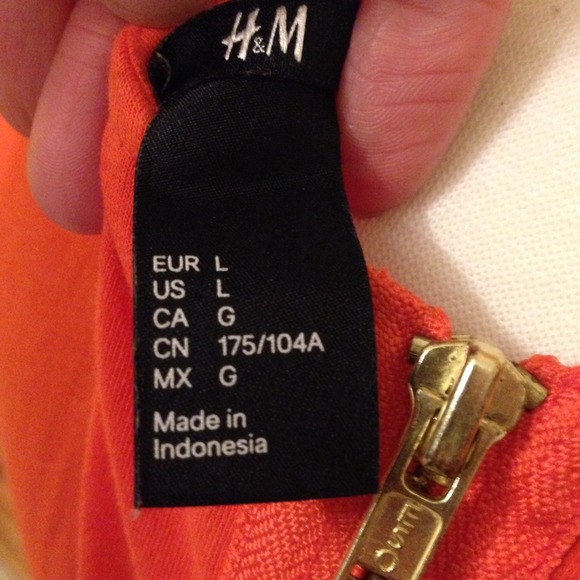 H&M
EUR L
US L
CA G
CN 175/104A
MX G
Made in
Indonesia